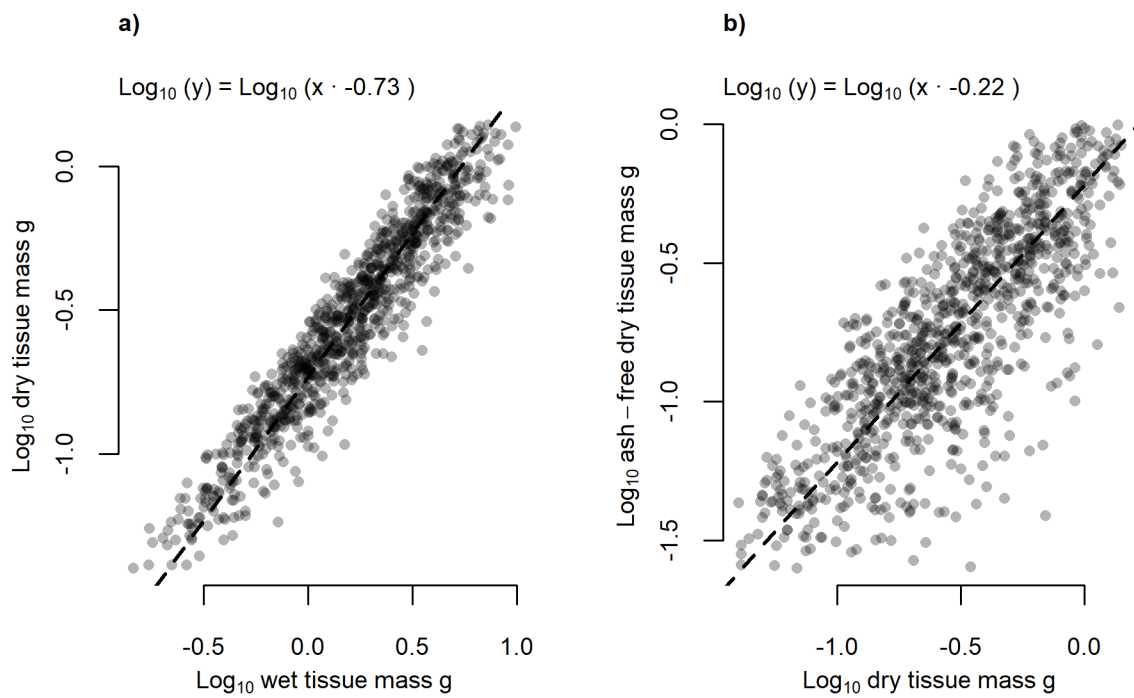 a)
Log10 (y) = Log10 (x · -0.73 )
Log10 dry tissue mass g
0.0
-0.5
-1.0
-0.5 0.0 0.5 1.0
Log10 wet tissue mass g
b)
Log10 (y) = Log10 (x · -0.22 )
Log10 ash – free dry tissue mass g
0.0
-0.5
-1.0
-1.5
-1.0 -0.5 0.0
Log10 dry tissue mass g